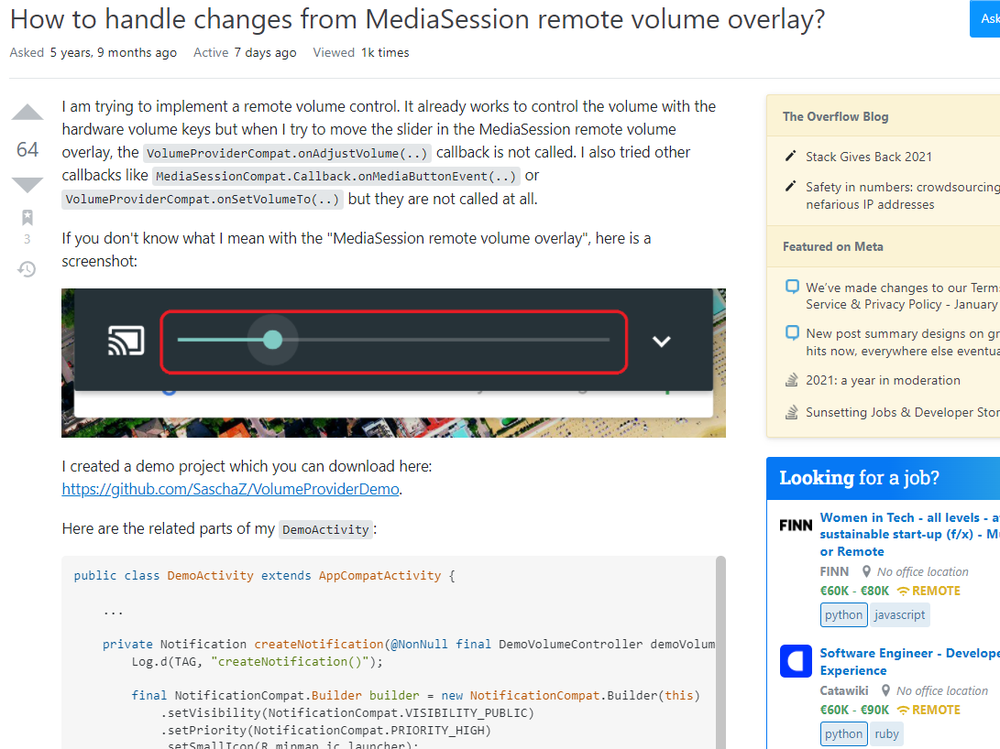 How to handle changes from MediaSession remote volume overlay?
Ask
Asked 5 years, 9 months ago Active 7 days ago Viewed 1k times
64
3
I am trying to implement a remote volume control. It already works to control the volume with the
hardware volume keys but when I try to move the slider in the MediaSession remote volume
overlay, the VolumeProviderCompat.onAdjustVolume(..) callback is not called. I also tried other
callbacks like MediaSessionCompat.Callback.onMediaButtonEvent(..) or
VolumeProviderCompat.onSetVolumeTo(..) but they are not called at all.
If you don't know what I mean with the "MediaSession remote volume overlay", here is a
screenshot:
I created a demo project which you can download here:
https://github.com/SaschaZ/VolumeProviderDemo.
Here are the related parts of my DemoActivity:
public class DemoActivity extends AppCompatActivity {
...
private Notification createNotification(@NonNull final DemoVolumeController demoVolum
Log.d(TAG, "createNotification()");
final NotificationCompat.Builder builder = new NotificationCompat.Builder(this)
.setVisibility(NotificationCompat.VISIBILITY_PUBLIC)
.setPriority(NotificationCompat.PRIORITY_HIGH)
.setSmallIcon(R.mipmap.ic_launcher);
The Overflow Blog
Stack Gives Back 2021
Safety in numbers: crowdsourcing
nefarious IP addresses
Featured on Meta
We've made changes to our Terms
Service & Privacy Policy - January
New post summary designs on gr
hits now, everywhere else eventua
2021: a year in moderation
Sunsetting Jobs & Developer Stor
Looking for a job?
FINN
Women in Tech - all levels - a
sustainable start-up (f/x) - Mu
or Remote
FINN No office location
€60K - €80K REMOTE
python javascript
Software Engineer - Develope
Experience
Catawiki No office location
€60K - €90K REMOTE
python ruby